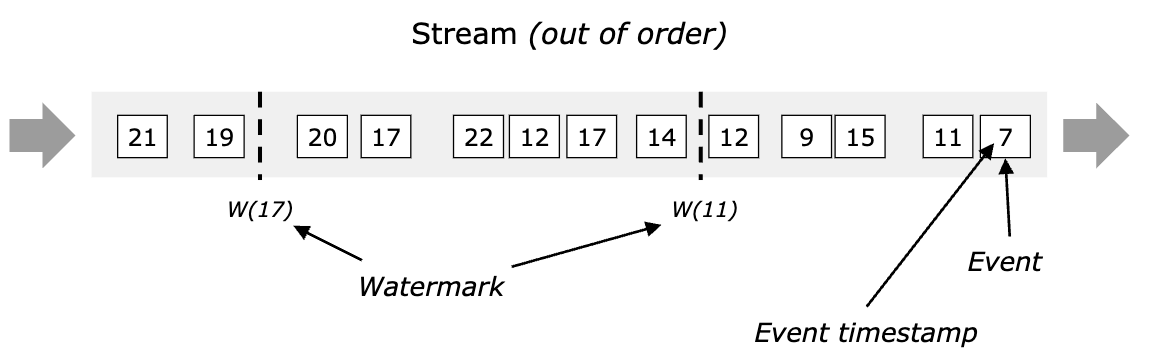 Stream (out of order)
21 19 20 17 22 12 17 14 12 9 15 11 7
W(17) W(11)
Event
Watermark
Event timestamp